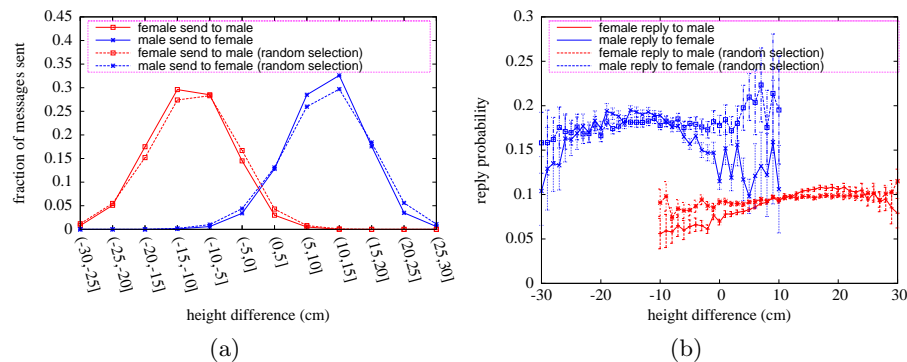 female send to male
male send to female
female send to male (random selection)
male send to female (random selection)
fraction of messages sent
0.45
0.4
0.35
0.3
0.25
0.2
0.15
0.1
0.05
0
(-30,-25]
(-25,-20]
(-20,-15]
(-15,-10]
(-10,-5]
(-5,0]
(0,5]
(5,10]
(10,15]
(15,20]
(20,25]
(25,30]
height difference (cm)
(a)
female reply to male
male reply to female
female reply to male (random selection)
male reply to female (random selection)
reply probability
0.3
0.25
0.2
0.15
0.1
0.05
0
-30
-20
-10
0
10
20
30
height difference (cm)
(b)